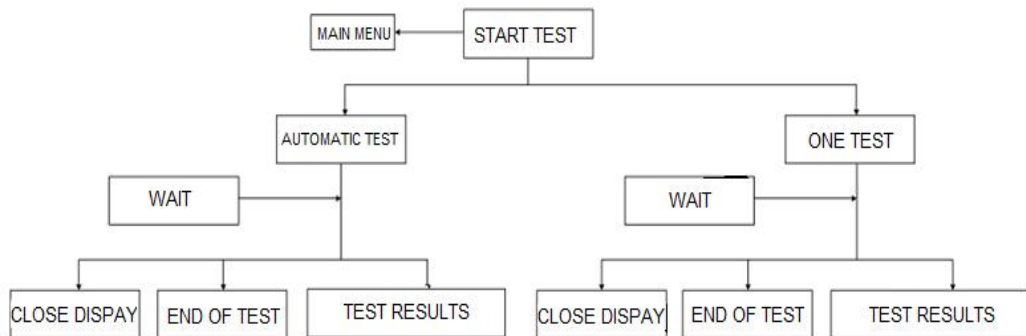 MAIN MENU
START TEST
AUTOMATIC TEST
ONE TEST
WAIT
WAIT
CLOSE DISPAY
END OF TEST
TEST RESULTS
CLOSE DISPAY
END OF TEST
TEST RESULTS